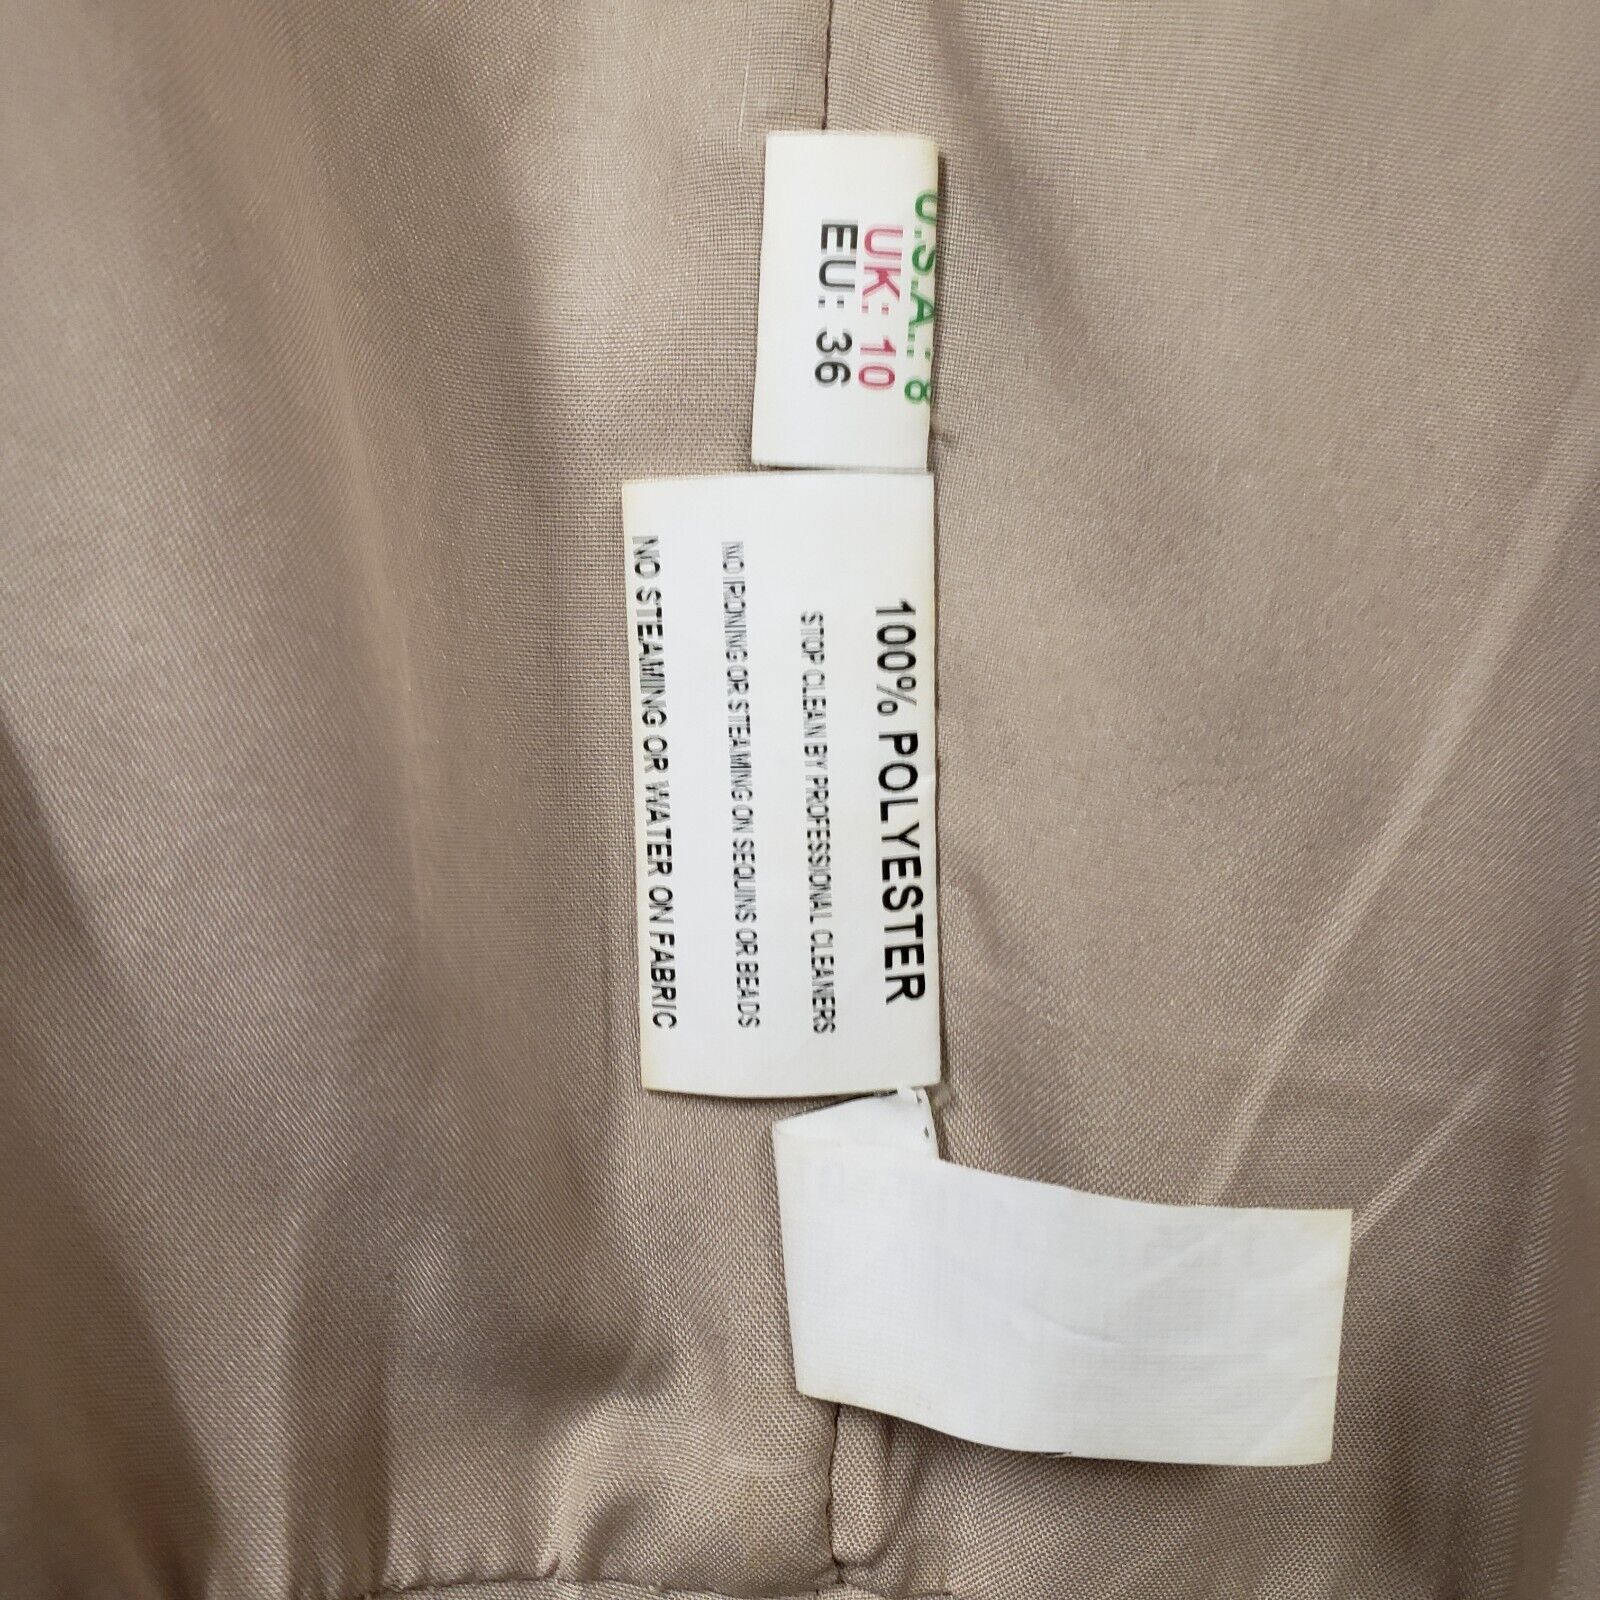 U.S.A.: 8
UK: 10
EU: 36
100% POLYESTER
STOP CLEAN BY PROFESSIONAL CLEANERS
NO IRONING OR STEAMING ON SEQUINS OR BEADS
NO STEAMING OR WATER ON FABRIC